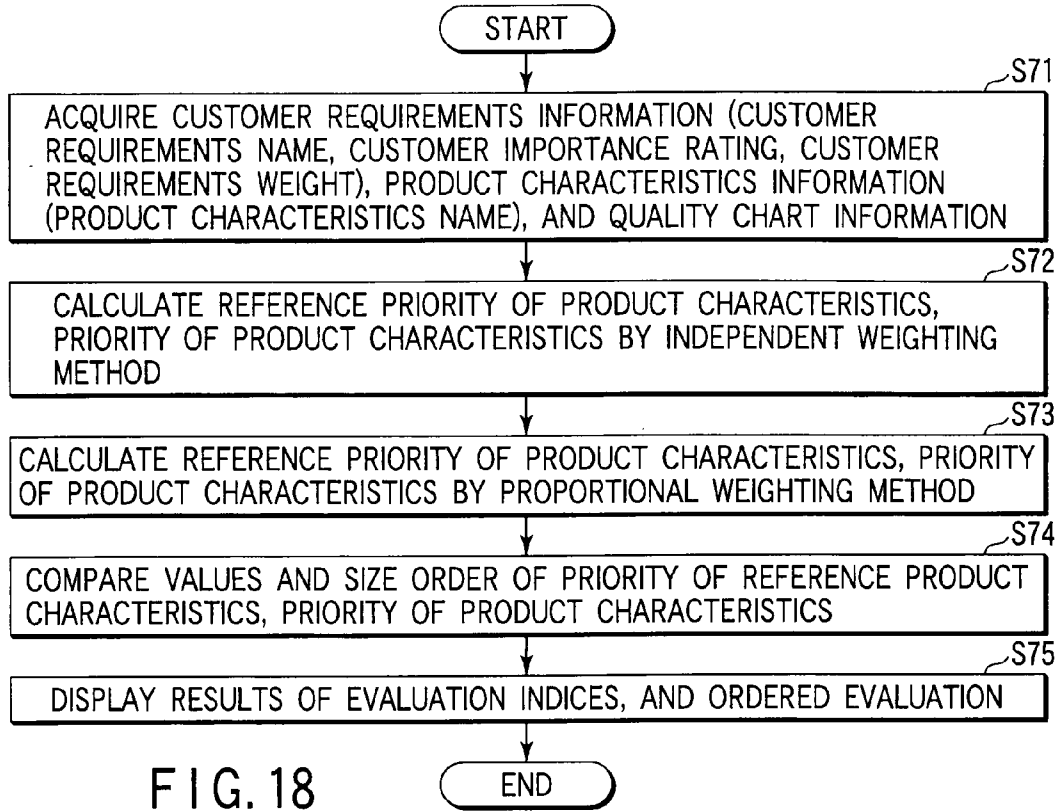 START
S71
ACQUIRE CUSTOMER REQUIREMENTS INFORMATION (CUSTOMER
REQUIREMENTS NAME, CUSTOMER IMPORTANCE RATING, CUSTOMER
REQUIREMENTS WEIGHT), PRODUCT CHARACTERISTICS INFORMATION
(PRODUCT CHARACTERISTICS NAME), AND QUALITY CHART INFORMATION
S72
CALCULATE REFERENCE PRIORITY OF PRODUCT CHARACTERISTICS,
PRIORITY OF PRODUCT CHARACTERISTICS BY INDEPENDENT WEIGHTING
METHOD
S73
CALCULATE REFERENCE PRIORITY OF PRODUCT CHARACTERISTICS, PRIORITY
OF PRODUCT CHARACTERISTICS BY PROPORTIONAL WEIGHTING METHOD
S74
COMPARE VALUES AND SIZE ORDER OF PRIORITY OF REFERENCE PRODUCT
CHARACTERISTICS, PRIORITY OF PRODUCT CHARACTERISTICS
S75
DISPLAY RESULTS OF EVALUATION INDICES, AND ORDERED EVALUATION
END
FIG. 18